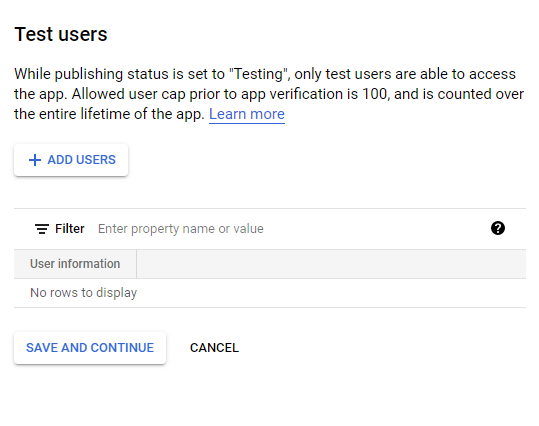 Test users
While publishing status is set to "Testing", only test users are able to access
the app. Allowed user cap prior to app verification is 100, and is counted over
the entire lifetime of the app. Learn more
+ ADD USERS
Filter Enter property name or value ?
User information
No rows to display
SAVE AND CONTINUE CANCEL